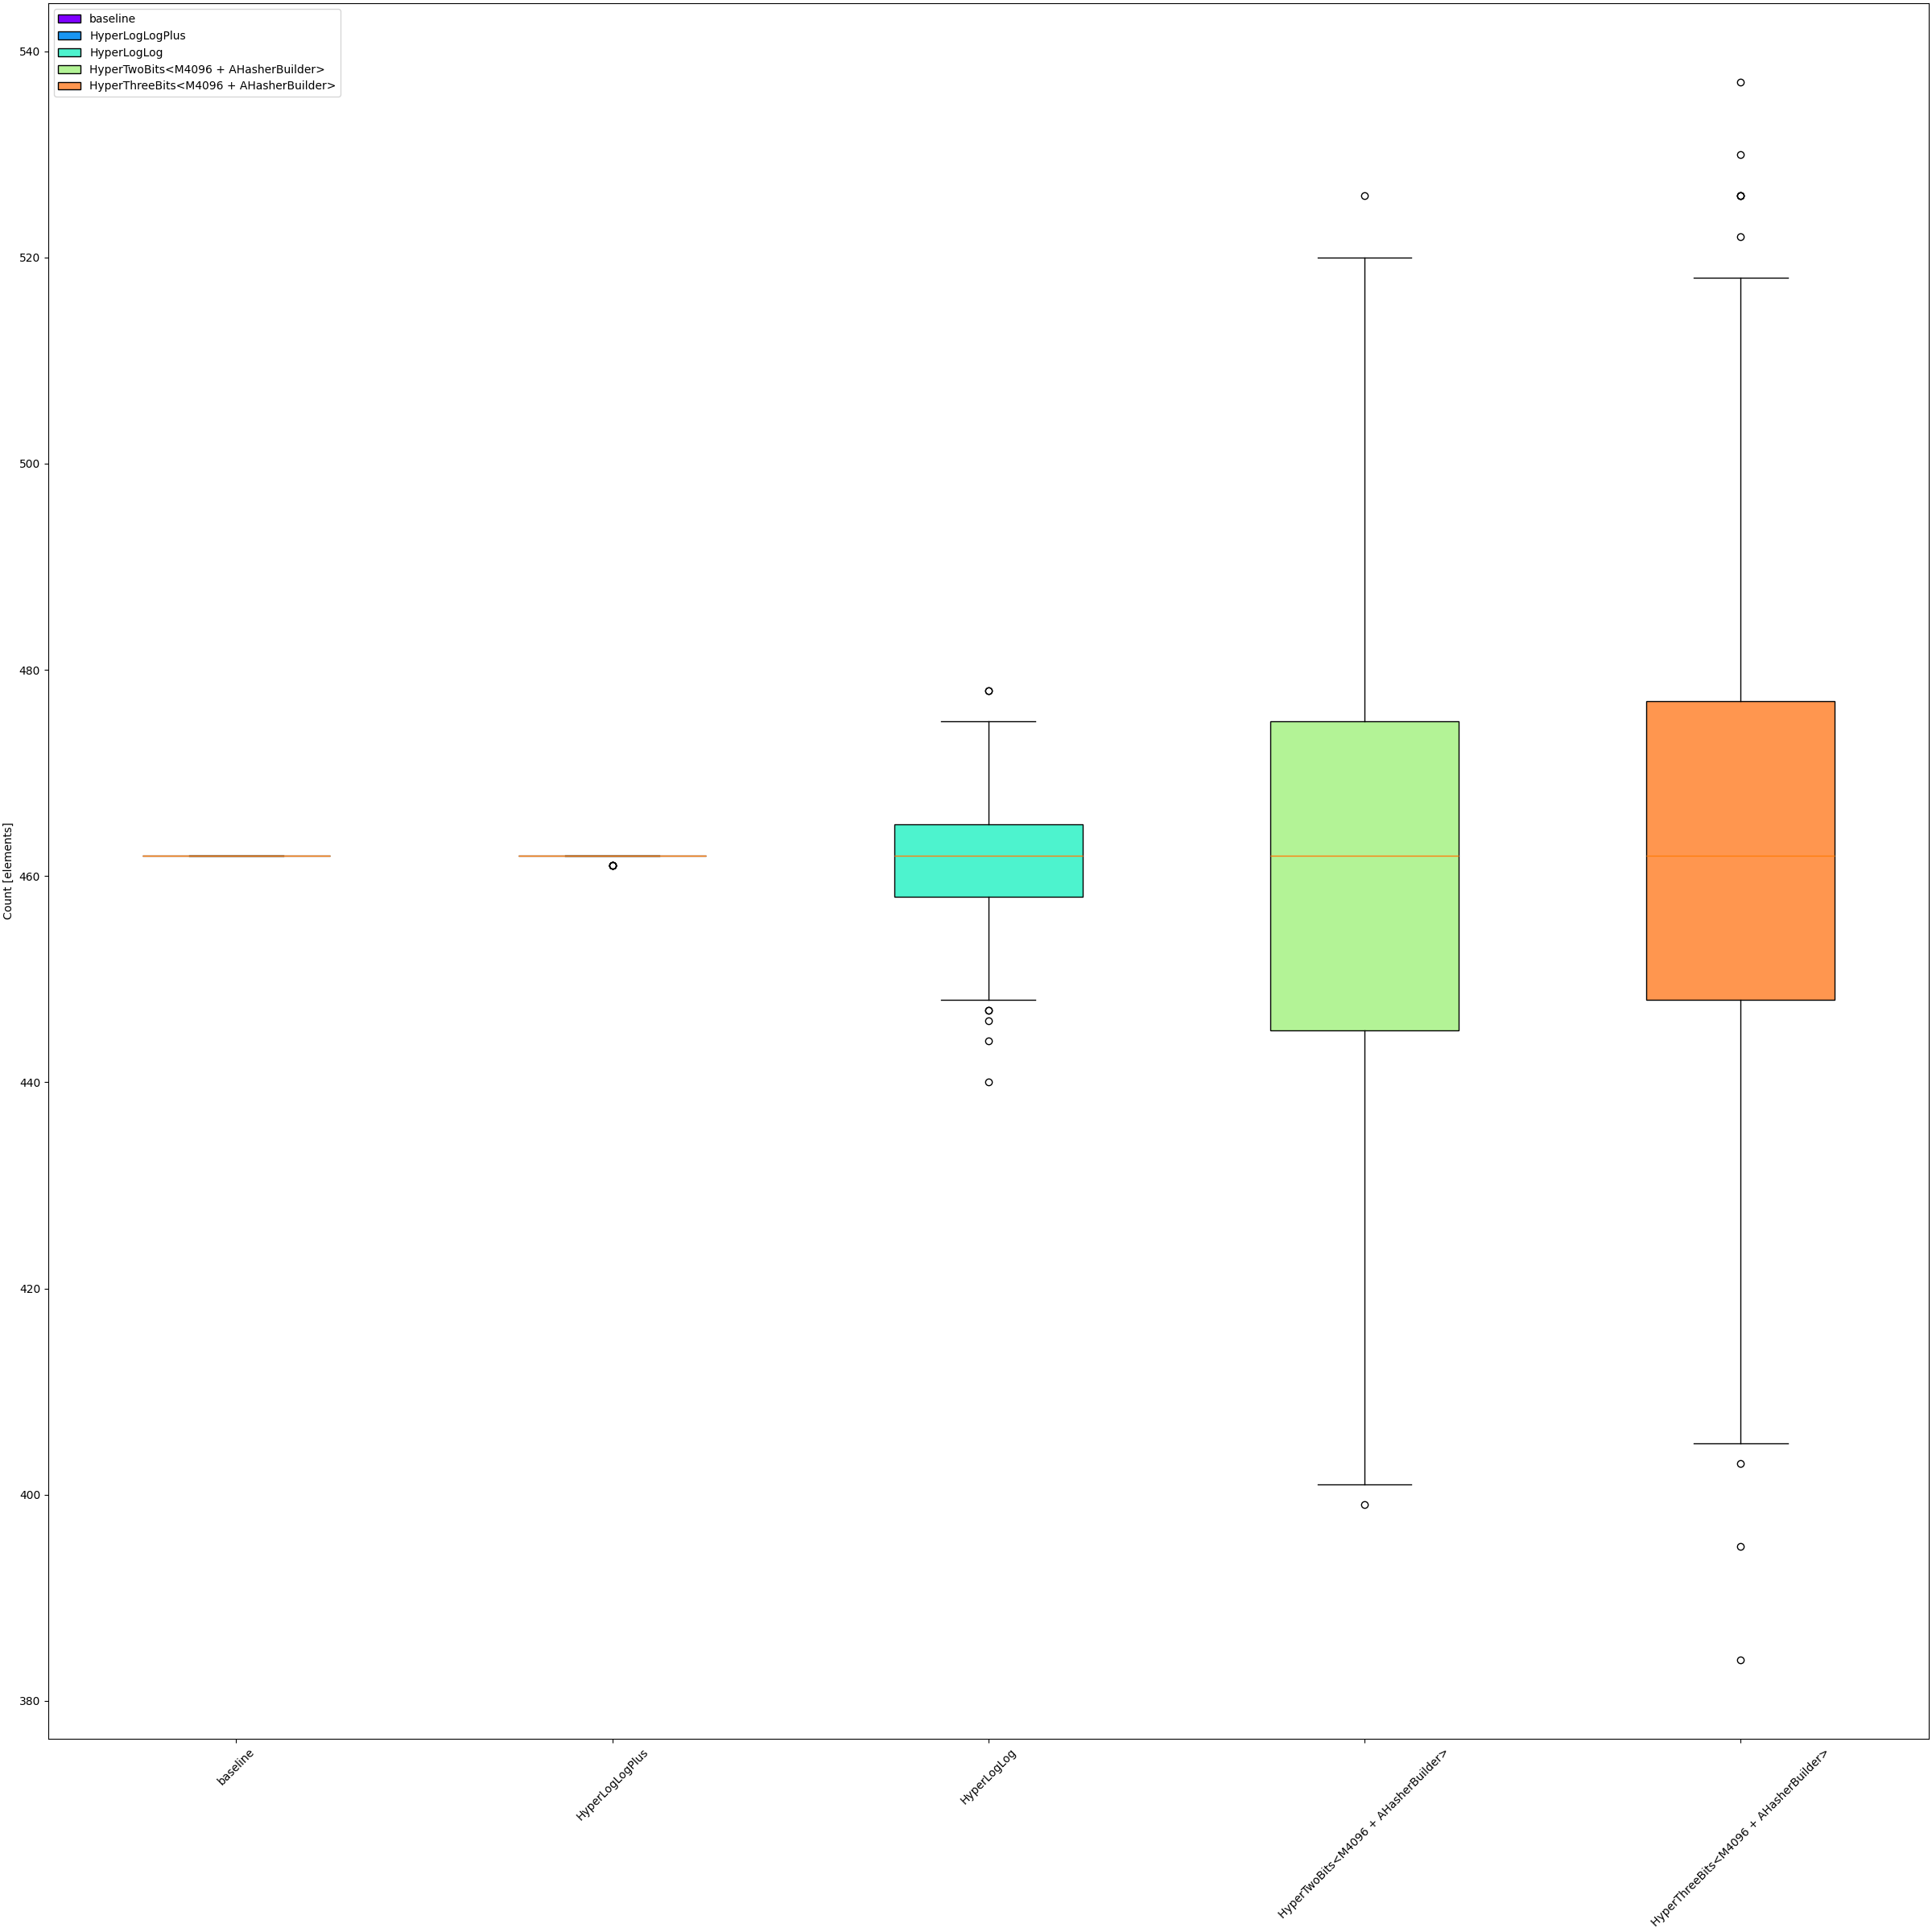 baseline
HyperLogLogPlus
HyperLogLog
HyperTwoBits<M4096 + AHasherBuilder>
HyperThreeBits<M4096 + AHasherBuilder>
Count [elements]
540
520
500
480
460
440
420
400
380
baseline
HyperLogLogPlus
HyperLogLog
HyperTwoBits<M4096 + AHasherBuilder>
HyperThreeBits<M4096 + AHasherBuilder>